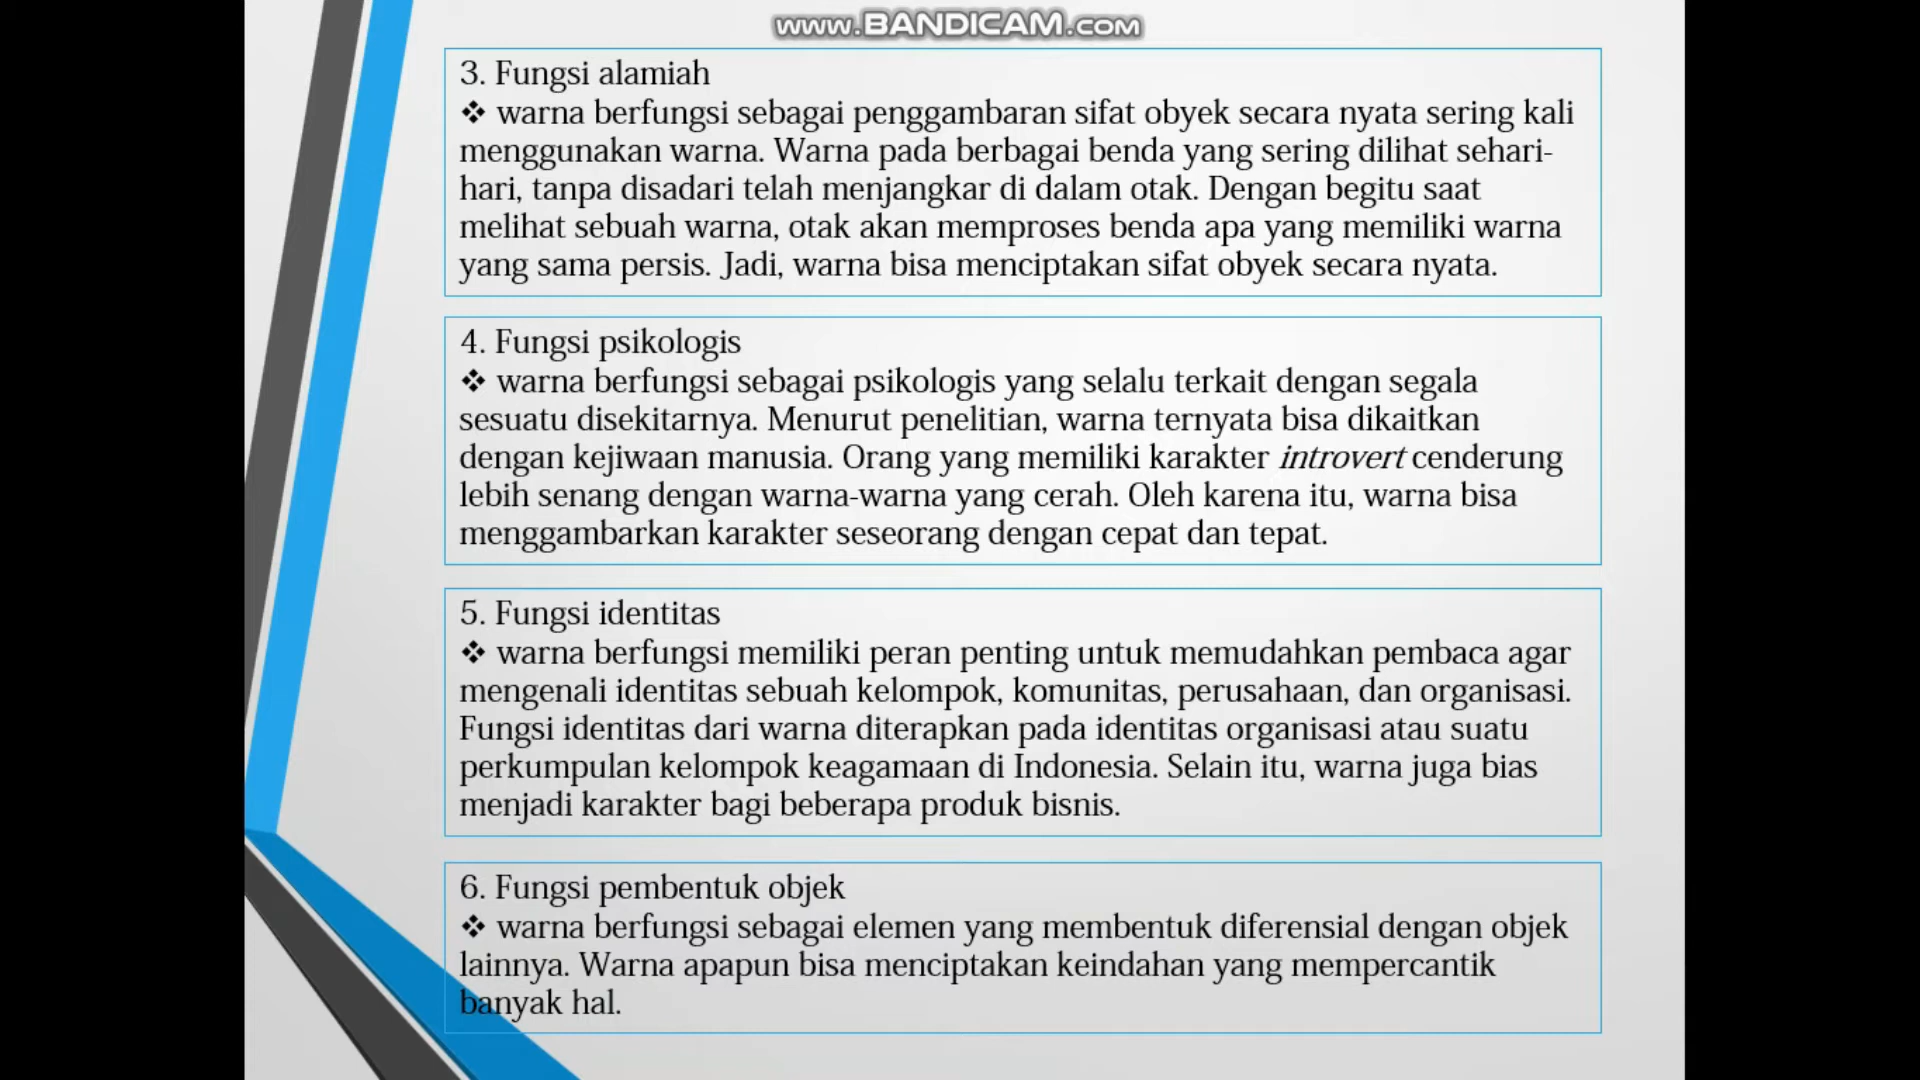 www.BANDICAM.com
3. Fungsi alamiah
❖ warna berfungsi sebagai penggambaran sifat obyek secara nyata sering kali
menggunakan warna. Warna pada berbagai benda yang sering dilihat sehari-
hari, tanpa disadari telah menjangkar di dalam otak. Dengan begitu saat
melihat sebuah warna, otak akan memproses benda apa yang memiliki warna
yang sama persis. Jadi, warna bisa menciptakan sifat obyek secara nyata.
4. Fungsi psikologis
❖ warna berfungsi sebagai psikologis yang selalu terkait dengan segala
sesuatu disekitarnya. Menurut penelitian, warna ternyata bisa dikaitkan
dengan kejiwaan manusia. Orang yang memiliki karakter introvert cenderung
lebih senang dengan warna-warna yang cerah. Oleh karena itu, warna bisa
menggambarkan karakter seseorang dengan cepat dan tepat.
5. Fungsi identitas
❖ warna berfungsi memiliki peran penting untuk memudahkan pembaca agar
mengenali identitas sebuah kelompok, komunitas, perusahaan, dan organisasi.
Fungsi identitas dari warna diterapkan pada identitas organisasi atau suatu
perkumpulan kelompok keagamaan di Indonesia. Selain itu, warna juga bias
menjadi karakter bagi beberapa produk bisnis.
6. Fungsi pembentuk objek
❖ warna berfungsi sebagai elemen yang membentuk diferensial dengan objek
lainnya. Warna apapun bisa menciptakan keindahan yang mempercantik
banyak hal.